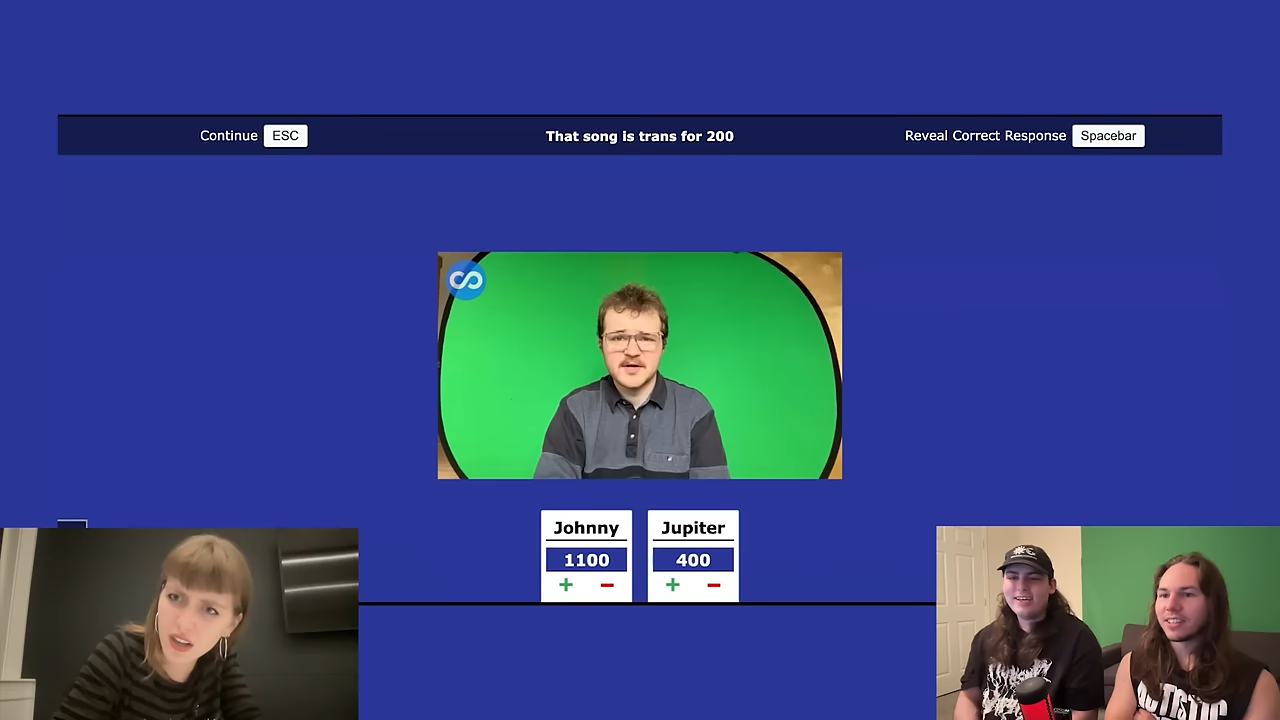 Continue ESC
That song is trans for 200
Reveal Correct Response Spacebar
Johnny
1100
+ −
Jupiter
400
+ −